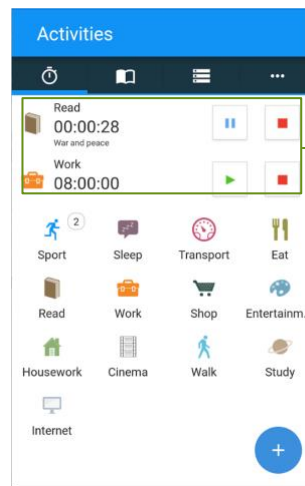 Activities
Read
00:00:28
War and peace
Work
08:00:00
2
Sport Sleep Transport Eat
Read Work Shop Entertainm.
Housework Cinema Walk Study
Internet